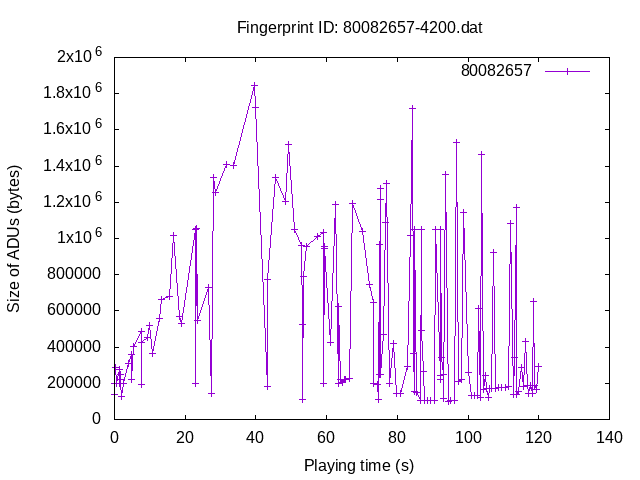 Fingerprint ID: 80082657-4200.dat
80082657
2x10^6
1.8x10^6
1.6x10^6
1.4x10^6
1.2x10^6
1x10^6
800000
600000
400000
200000
0
Size of ADUs (bytes)
0 20 40 60 80 100 120 140
Playing time (s)